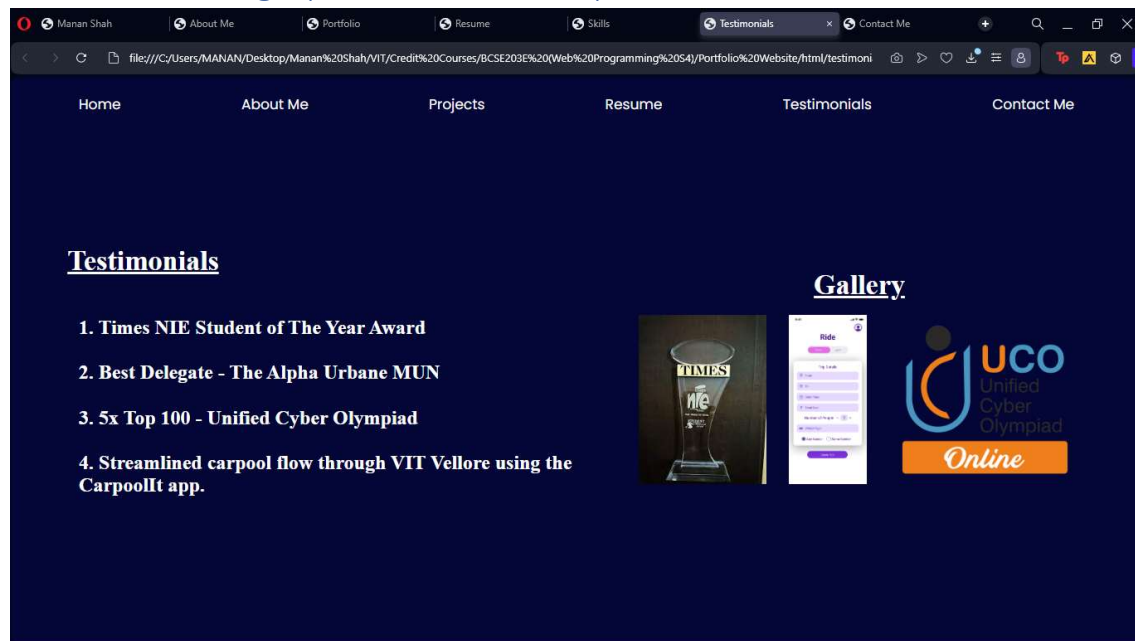 Manan Shah About Me Portfolio Resume Skills Testimonials Contact Me
file:///C:/Users/MANAN/Desktop/Manan%20Shah/VIT/Credit%20Courses/BCSE203E%20(Web%20Programming%20S4)/Portfolio%20Website/html/testimoni
Home About Me Projects Resume Testimonials Contact Me
Testimonials
1. Times NIE Student of The Year Award
2. Best Delegate - The Alpha Urbane MUN
3. 5x Top 100 - Unified Cyber Olympiad
4. Streamlined carpool flow through VIT Vellore using the
CarpoolIt app.
Gallery
TIMES
nie
Ride
Trip Details
UCO
Unified
Cyber
Olympiad
Online